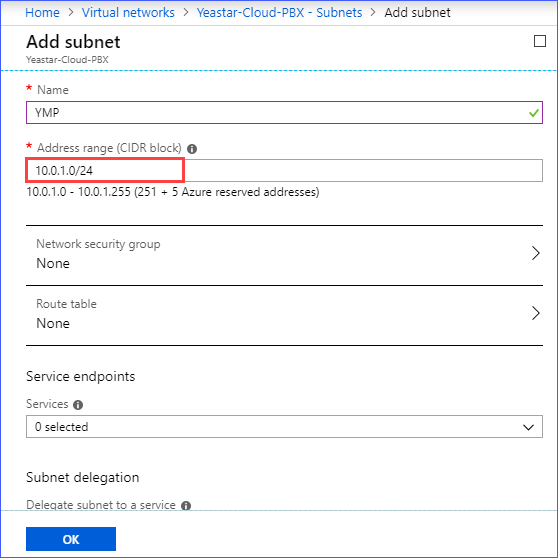 Home > Virtual networks > Yeastar-Cloud-PBX - Subnets > Add subnet
Add subnet
Yeastar-Cloud-PBX
* Name
YMP
* Address range (CIDR block)
10.0.1.0/24
10.0.1.0 - 10.0.1.255 (251 + 5 Azure reserved addresses)
Network security group
None
Route table
None
Service endpoints
Services
0 selected
Subnet delegation
Delegate subnet to a service
OK